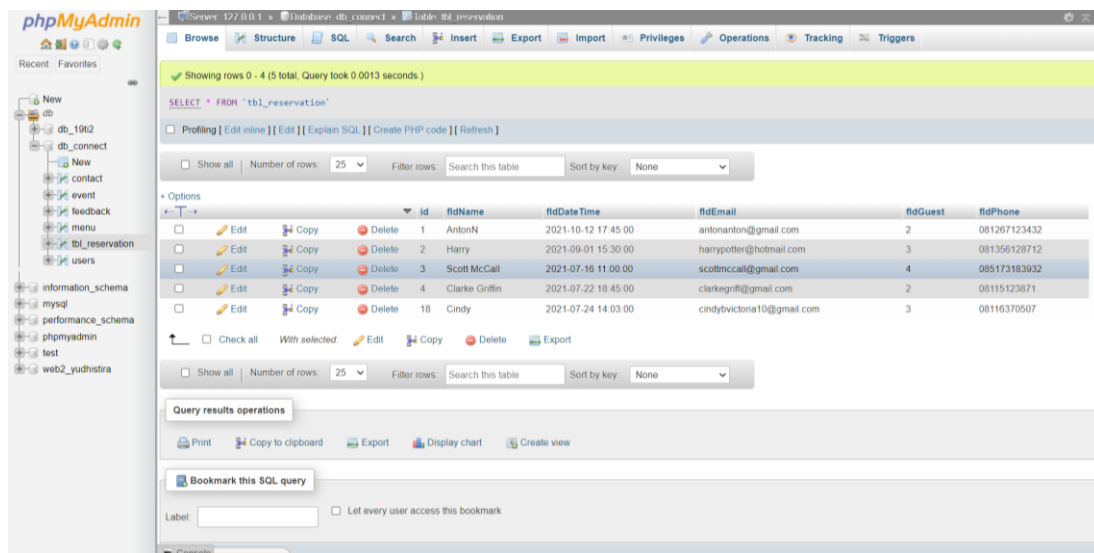 phpMyAdmin
Recent Favorites
New
db
db_19ti2
db_connect
New
contact
event
feedback
menu
tbl_reservation
users
information_schema
mysql
performance_schema
phpmyadmin
test
web2_yudhistira
Server: 127.0.0.1 » Database: db_connect » Table: tbl_reservation
Browse Structure SQL Search Insert Export Import Privileges Operations Tracking Triggers
Showing rows 0 - 4 (5 total, Query took 0.0013 seconds.)
SELECT * FROM `tbl_reservation`
Profiling [ Edit inline ] [ Edit ] [ Explain SQL ] [ Create PHP code ] [ Refresh ]
Show all | Number of rows: 25 Filter rows: Search this table Sort by key: None
+ Options
←T→ id fldName fldDateTime fldEmail fldGuest fldPhone
Edit Copy Delete 1 AntonN 2021-10-12 17:45:00 antonanton@gmail.com 2 081267123432
Edit Copy Delete 2 Harry 2021-09-01 15:30:00 harrypotter@hotmail.com 3 081356128712
Edit Copy Delete 3 Scott McCall 2021-07-16 11:00:00 scottmccall@gmail.com 4 085173183932
Edit Copy Delete 4 Clarke Griffin 2021-07-22 18:45:00 clarkegriff@gmail.com 2 08115123871
Edit Copy Delete 18 Cindy 2021-07-24 14:03:00 cindybvictoria10@gmail.com 3 08116370507
Check all With selected: Edit Copy Delete Export
Show all | Number of rows: 25 Filter rows: Search this table Sort by key: None
Query results operations
Print Copy to clipboard Export Display chart Create view
Bookmark this SQL query
Label: Let every user access this bookmark
Console